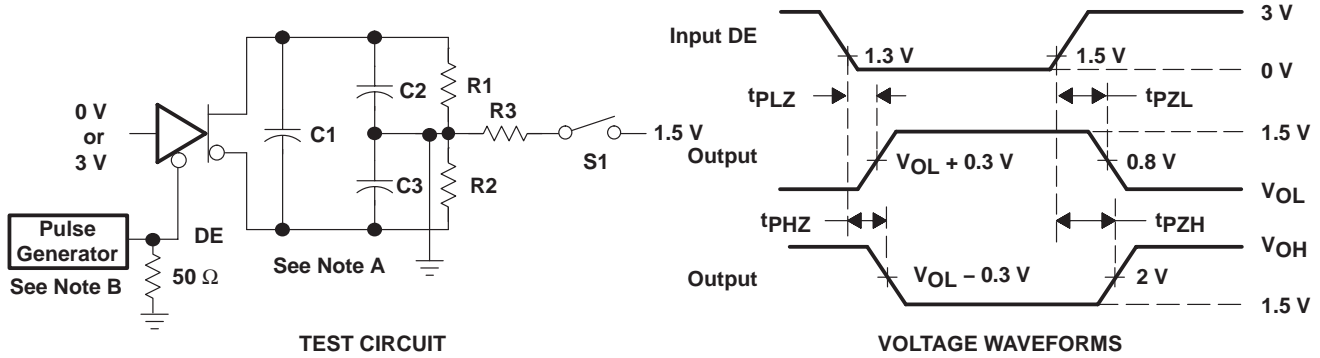 0 V
or
3 V
Pulse
Generator
See Note B
50 Ω
DE
C1
See Note A
C2
C3
R1
R2
R3
S1
1.5 V
TEST CIRCUIT
Input DE
1.3 V
1.5 V
3 V
0 V
tPLZ
tPZL
Output
VOL + 0.3 V
0.8 V
1.5 V
VOL
tPHZ
tPZH
Output
VOL – 0.3 V
2 V
VOH
1.5 V
VOLTAGE WAVEFORMS